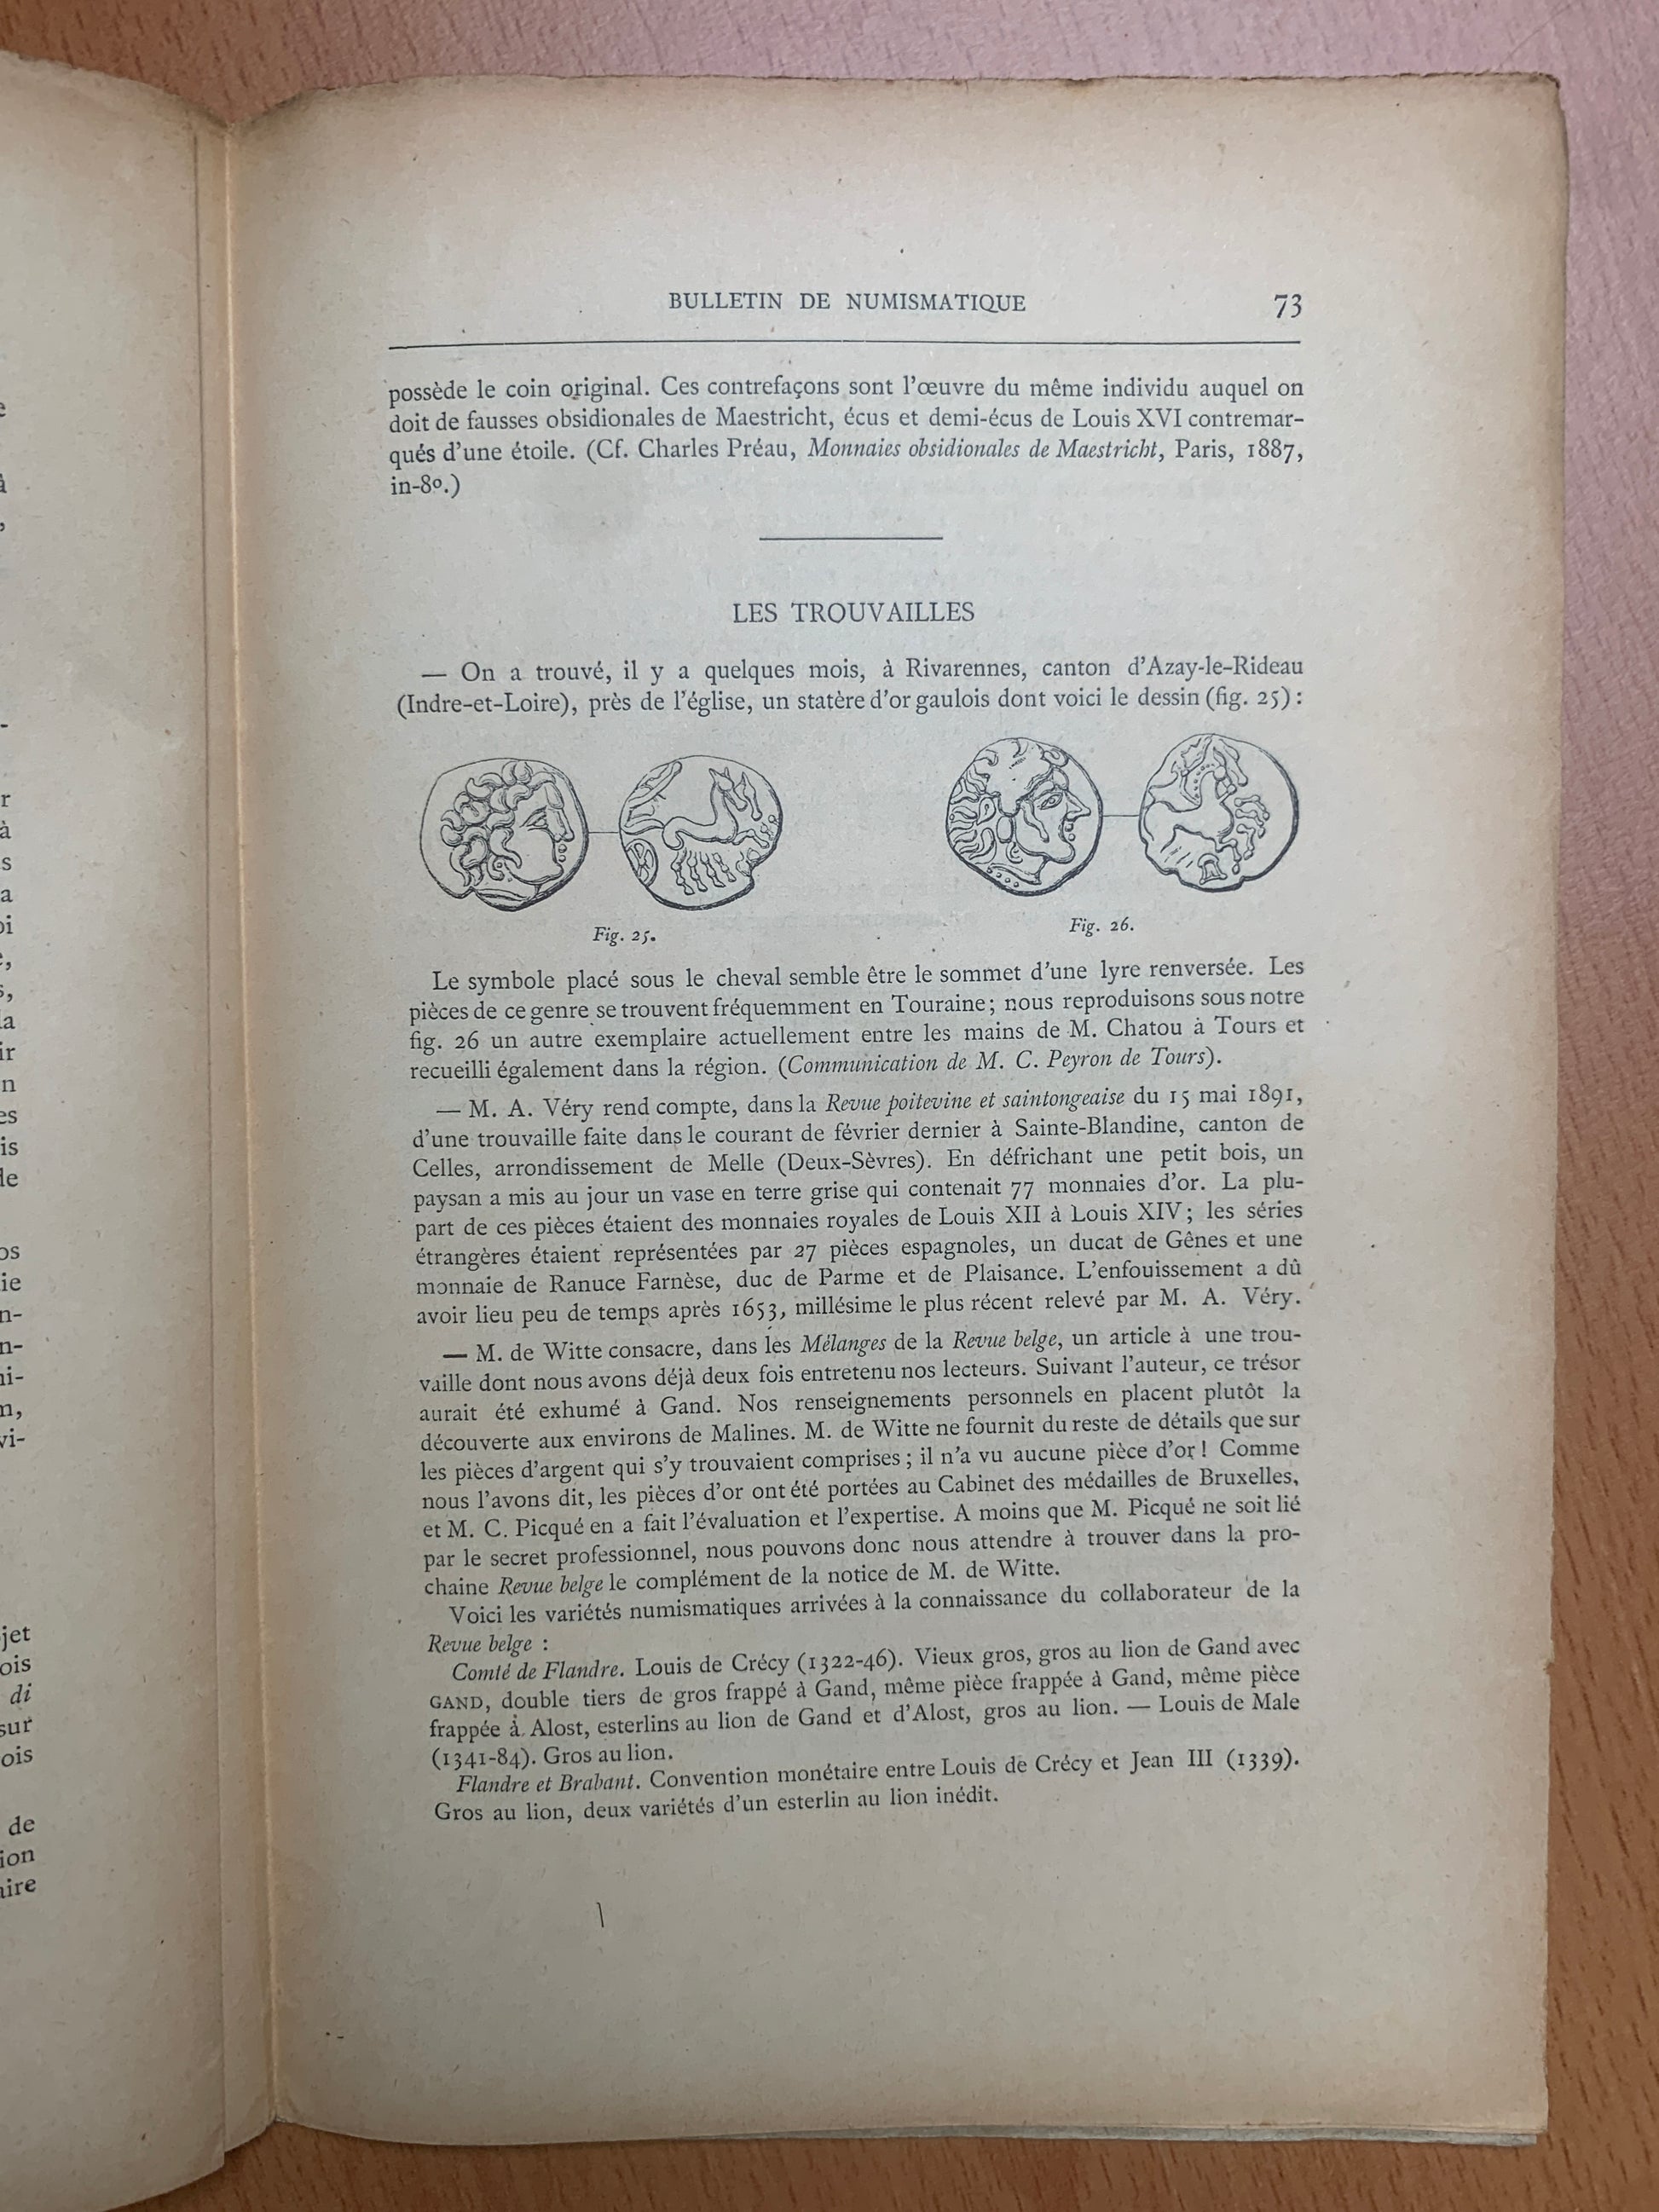 BULLETIN DE NUMISMATIQUE 73
possède le coin original. Ces contrefaçons sont l'œuvre du même individu auquel on
doit de fausses obsidionales de Maestricht, écus et demi-écus de Louis XVI contremar-
qués d'une étoile. (Cf. Charles Préau, Monnaies obsidionales de Maestricht, Paris, 1887,
in-8º.)
LES TROUVAILLES
— On a trouvé, il y a quelques mois, à Rivarennes, canton d'Azay-le-Rideau
(Indre-et-Loire), près de l'église, un statère d'or gaulois dont voici le dessin (fig. 25) :
Fig. 25.
Fig. 26.
Le symbole placé sous le cheval semble être le sommet d'une lyre renversée. Les
pièces de ce genre se trouvent fréquemment en Touraine; nous reproduisons sous notre
fig. 26 un autre exemplaire actuellement entre les mains de M. Chatou à Tours et
recueilli également dans la région. (Communication de M. C. Peyron de Tours).
— M. A. Véry rend compte, dans la Revue poitevine et saintongeaise du 15 mai 1891,
d'une trouvaille faite dans le courant de février dernier à Sainte-Blandine, canton de
Celles, arrondissement de Melle (Deux-Sèvres). En défrichant une petit bois, un
paysan a mis au jour un vase en terre grise qui contenait 77 monnaies d'or. La plu-
part de ces pièces étaient des monnaies royales de Louis XII à Louis XIV; les séries
étrangères étaient représentées par 27 pièces espagnoles, un ducat de Gênes et une
monnaie de Ranuce Farnèse, duc de Parme et de Plaisance. L'enfouissement a dû
avoir lieu peu de temps après 1653, millésime le plus récent relevé par M. A. Véry.
— M. de Witte consacre, dans les Mélanges de la Revue belge, un article à une trou-
vaille dont nous avons déjà deux fois entretenu nos lecteurs. Suivant l'auteur, ce trésor
aurait été exhumé à Gand. Nos renseignements personnels en placent plutôt la
découverte aux environs de Malines. M. de Witte ne fournit du reste de détails que sur
les pièces d'argent qui s'y trouvaient comprises; il n'a vu aucune pièce d'or! Comme
nous l'avons dit, les pièces d'or ont été portées au Cabinet des médailles de Bruxelles,
et M. C. Picqué en a fait l'évaluation et l'expertise. A moins que M. Picqué ne soit lié
par le secret professionnel, nous pouvons donc nous attendre à trouver dans la pro-
chaine Revue belge le complément de la notice de M. de Witte.
Voici les variétés numismatiques arrivées à la connaissance du collaborateur de la
Revue belge :
Comté de Flandre. Louis de Crécy (1322-46). Vieux gros, gros au lion de Gand avec
GAND, double tiers de gros frappé à Gand, même pièce frappée à Gand, même pièce
frappée à Alost, esterlins au lion de Gand et d'Alost, gros au lion. — Louis de Male
(1341-84). Gros au lion.
Flandre et Brabant. Convention monétaire entre Louis de Crécy et Jean III (1339).
Gros au lion, deux variétés d'un esterlin au lion inédit.